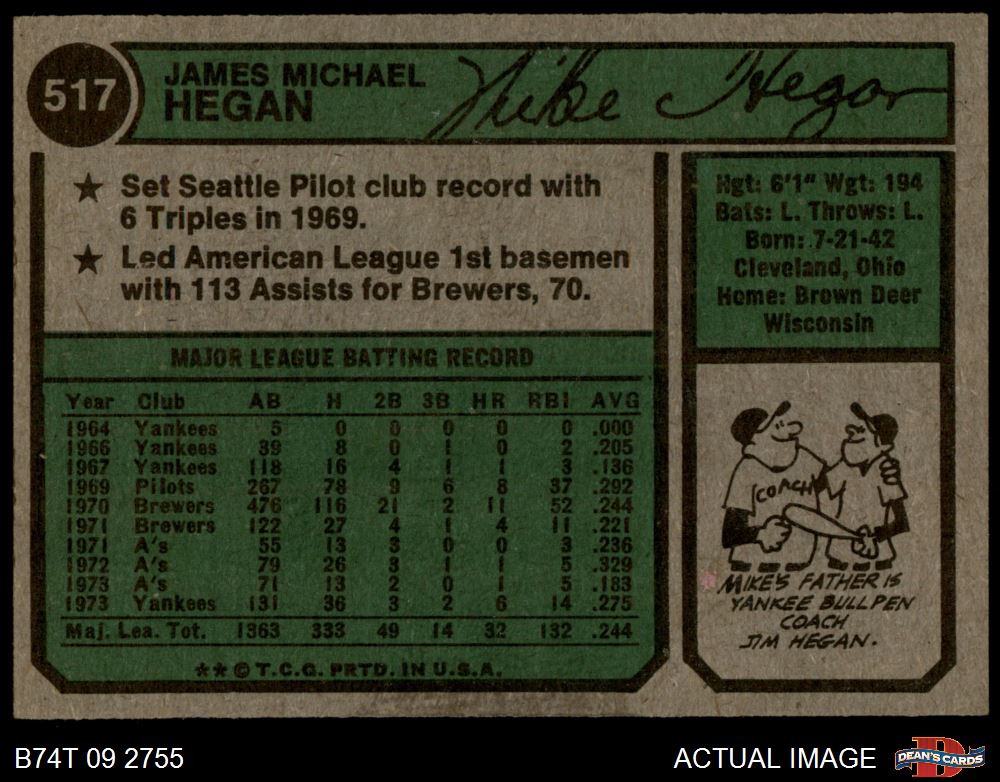 517
JAMES MICHAEL
HEGAN
Mike Hegan
★ Set Seattle Pilot club record with
6 Triples in 1969.
★ Led American League 1st basemen
with 113 Assists for Brewers, 70.
Hgt: 6'1" Wgt: 194
Bats: L. Throws: L.
Born: 7-21-42
Cleveland, Ohio
Home: Brown Deer
Wisconsin
MAJOR LEAGUE BATTING RECORD
Year Club AB H 2B 3B HR RBI AVG
1964 Yankees 5 0 0 0 0 0 .000
1966 Yankees 39 8 0 1 0 2 .205
1967 Yankees 118 16 4 1 1 3 .136
1969 Pilots 267 78 9 6 8 37 .292
1970 Brewers 476 116 21 2 11 52 .244
1971 Brewers 122 27 4 1 4 11 .221
1971 A's 55 13 3 0 0 3 .236
1972 A's 79 26 3 1 1 5 .329
1973 A's 71 13 2 0 1 5 .183
1973 Yankees 131 36 3 2 6 14 .275
Maj. Lea. Tot. 1363 333 49 14 32 132 .244
**© T.C.G. PRTD. IN U.S.A.
COACH
MIKE'S FATHER IS
YANKEE BULLPEN
COACH
JIM HEGAN.
B74T 09 2755
ACTUAL IMAGE
D
DEAN'S CARDS